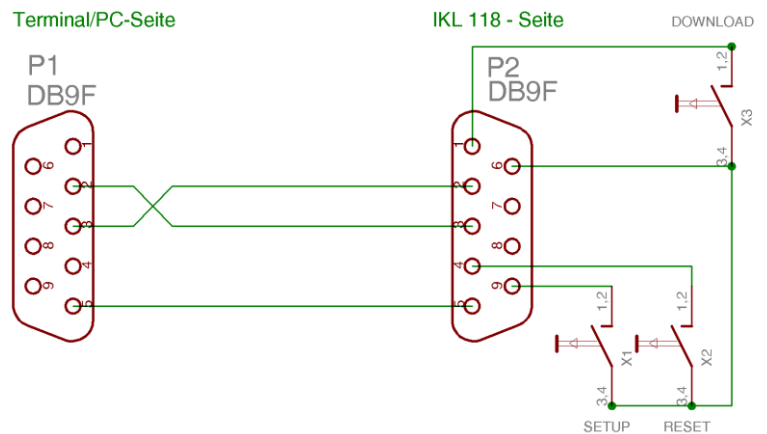 Terminal/PC-Seite
IKL 118 - Seite
DOWNLOAD
P1
DB9F
P2
DB9F
1,2
X3
3,4
1
6
2
7
3
8
4
9
5
1
6
2
7
3
8
4
9
5
1,2
1,2
X1
X2
3,4
3,4
SETUP
RESET